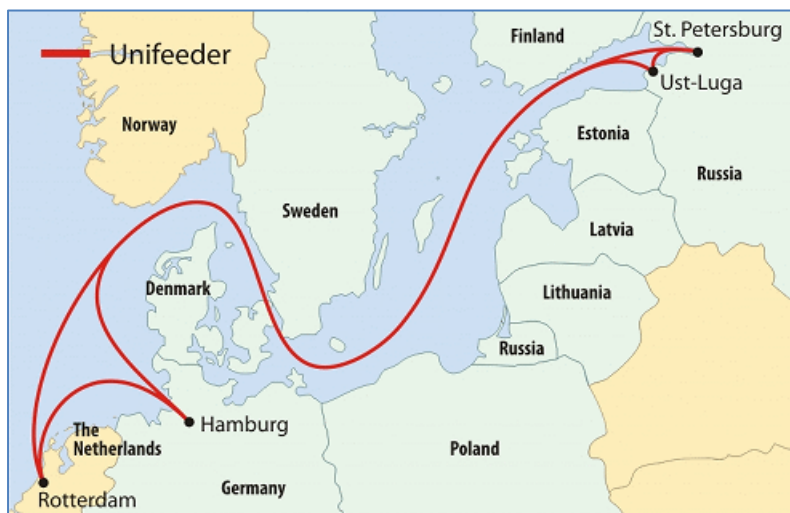 St. Petersburg
Finland
Unifeeder
Ust-Luga
Norway
Estonia
Russia
Sweden
Latvia
Denmark
Lithuania
Russia
Hamburg
The
Netherlands
Poland
Germany
Rotterdam